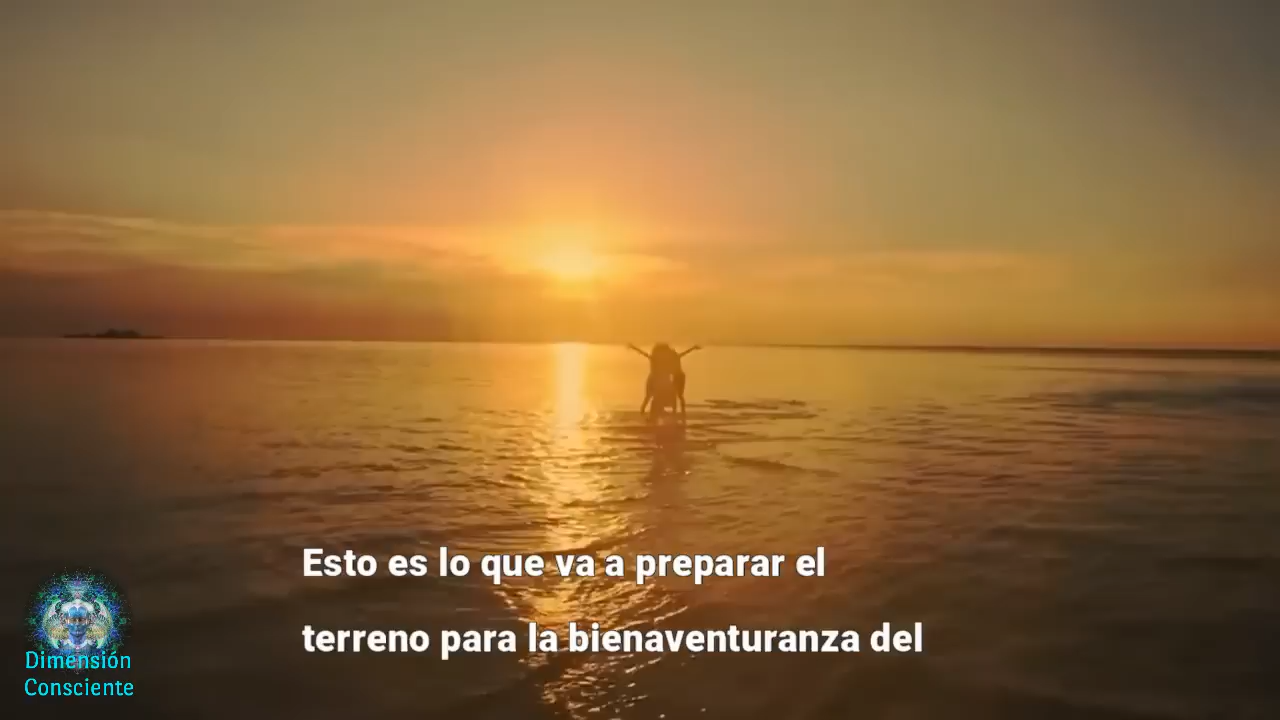 Esto es lo que va a preparar el
terreno para la bienaventuranza del
Dimensión
Consciente